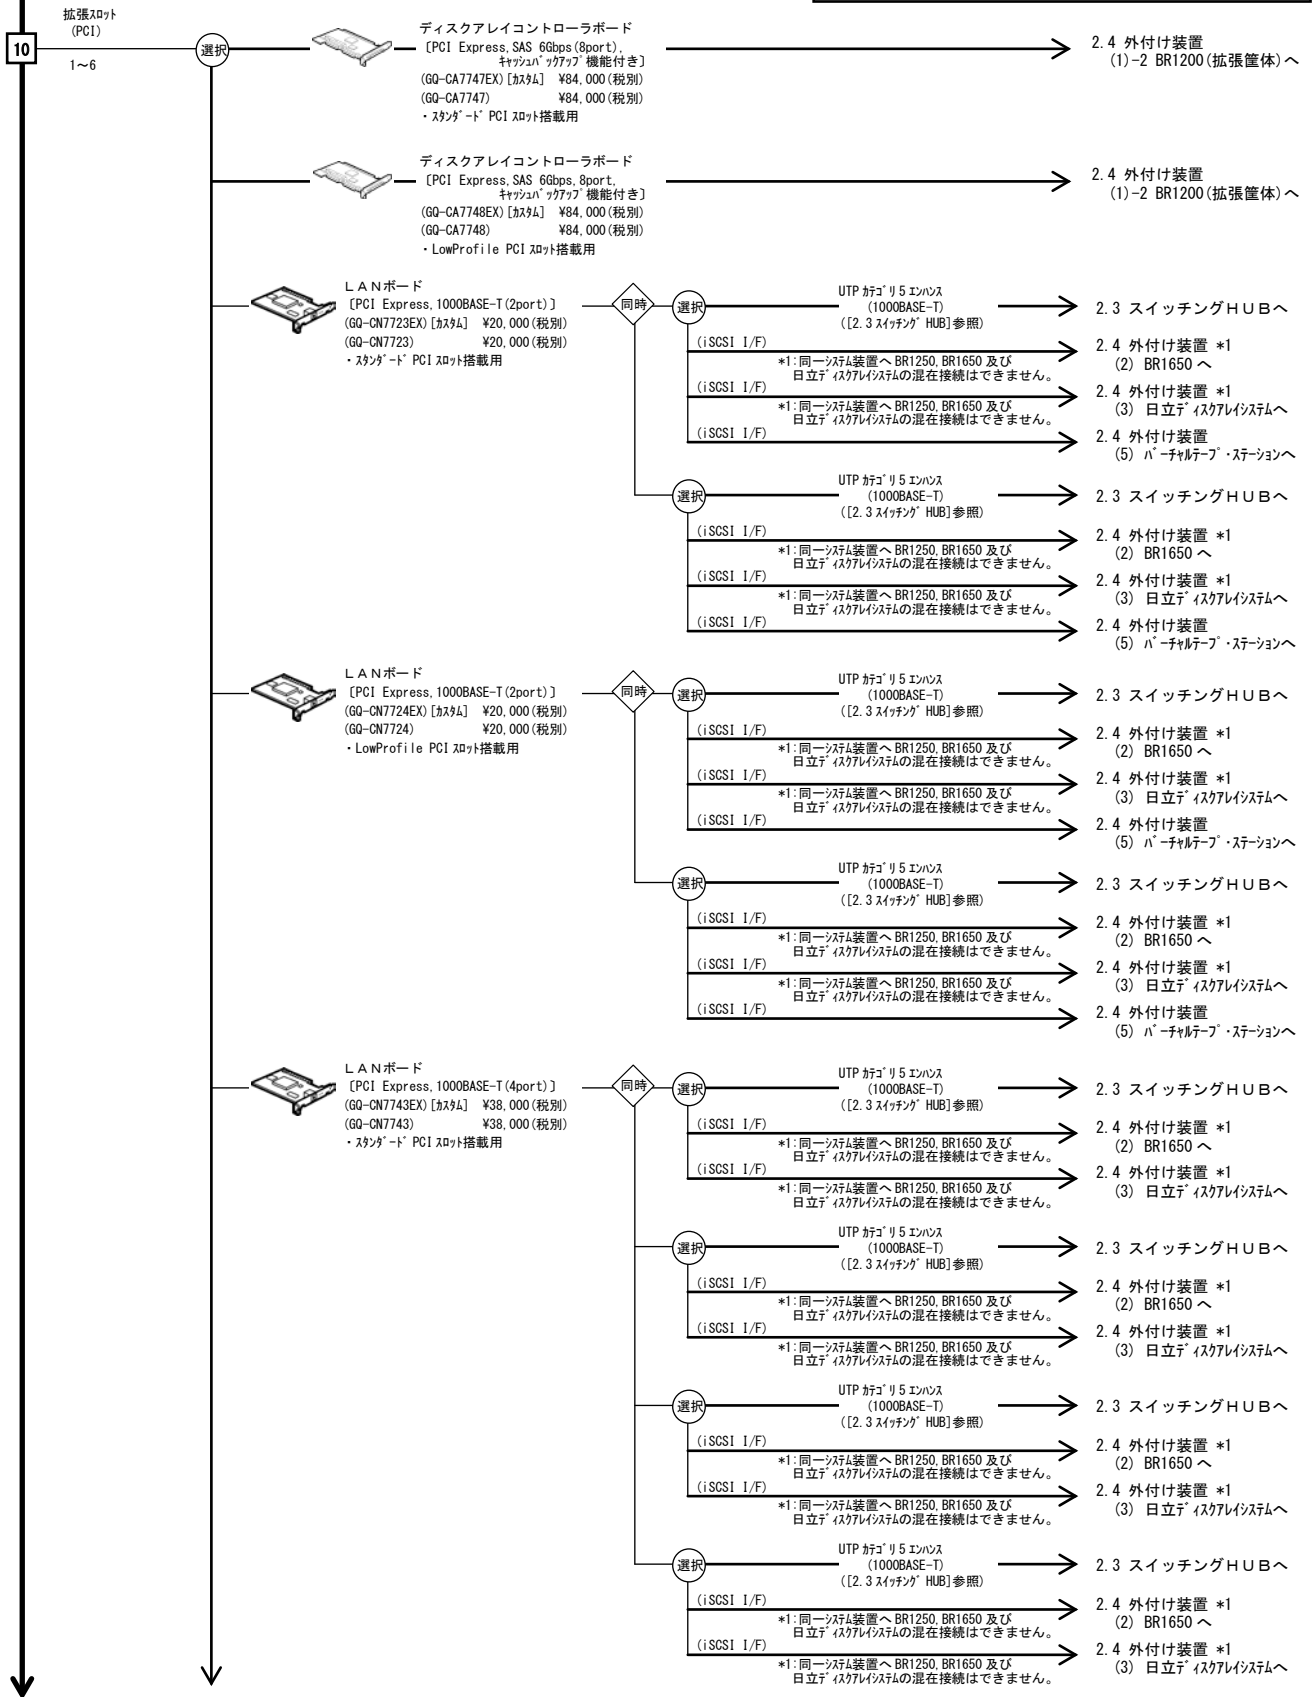 拡張ｽﾛｯﾄ
(PCI)
10
1～6
選択
ディスクアレイコントローラボード
〔PCI Express, SAS 6Gbps(8port),
ｷｬｯｼｭﾊﾞｯｸｱｯﾌﾟ機能付き〕
(GQ-CA7747EX)[ｶｽﾀﾑ] ¥84,000(税別)
(GQ-CA7747) ¥84,000(税別)
・ｽﾀﾝﾀﾞｰﾄﾞ PCI ｽﾛｯﾄ搭載用
2.4 外付け装置
(1)-2 BR1200(拡張筐体)へ
ディスクアレイコントローラボード
〔PCI Express, SAS 6Gbps, 8port,
ｷｬｯｼｭﾊﾞｯｸｱｯﾌﾟ機能付き〕
(GQ-CA7748EX)[ｶｽﾀﾑ] ¥84,000(税別)
(GQ-CA7748) ¥84,000(税別)
・LowProfile PCI ｽﾛｯﾄ搭載用
2.4 外付け装置
(1)-2 BR1200(拡張筐体)へ
ＬＡＮボード
〔PCI Express, 1000BASE-T(2port)〕
(GQ-CN7723EX)[ｶｽﾀﾑ] ¥20,000(税別)
(GQ-CN7723) ¥20,000(税別)
・ｽﾀﾝﾀﾞｰﾄﾞ PCI ｽﾛｯﾄ搭載用
同時
選択
UTP ｶﾃｺﾞﾘ 5 ｴﾝﾊﾝｽ
(1000BASE-T)
([2.3 ｽｲｯﾁﾝｸﾞ HUB]参照)
2.3 スイッチングＨＵＢへ
(iSCSI I/F)
*1:同一ｼｽﾃﾑ装置へ BR1250, BR1650 及び
日立ﾃﾞｨｽｸｱﾚｲｼｽﾃﾑの混在接続はできません。
2.4 外付け装置 *1
(2) BR1650 へ
(iSCSI I/F)
*1:同一ｼｽﾃﾑ装置へ BR1250, BR1650 及び
日立ﾃﾞｨｽｸｱﾚｲｼｽﾃﾑの混在接続はできません。
2.4 外付け装置 *1
(3) 日立ﾃﾞｨｽｸｱﾚｲｼｽﾃﾑへ
(iSCSI I/F)
2.4 外付け装置
(5) ﾊﾞｰﾁｬﾙﾃｰﾌﾟ･ｽﾃｰｼｮﾝへ
選択
UTP ｶﾃｺﾞﾘ 5 ｴﾝﾊﾝｽ
(1000BASE-T)
([2.3 ｽｲｯﾁﾝｸﾞ HUB]参照)
2.3 スイッチングＨＵＢへ
(iSCSI I/F)
*1:同一ｼｽﾃﾑ装置へ BR1250, BR1650 及び
日立ﾃﾞｨｽｸｱﾚｲｼｽﾃﾑの混在接続はできません。
2.4 外付け装置 *1
(2) BR1650 へ
(iSCSI I/F)
*1:同一ｼｽﾃﾑ装置へ BR1250, BR1650 及び
日立ﾃﾞｨｽｸｱﾚｲｼｽﾃﾑの混在接続はできません。
2.4 外付け装置 *1
(3) 日立ﾃﾞｨｽｸｱﾚｲｼｽﾃﾑへ
(iSCSI I/F)
2.4 外付け装置
(5) ﾊﾞｰﾁｬﾙﾃｰﾌﾟ･ｽﾃｰｼｮﾝへ
ＬＡＮボード
〔PCI Express, 1000BASE-T(2port)〕
(GQ-CN7724EX)[ｶｽﾀﾑ] ¥20,000(税別)
(GQ-CN7724) ¥20,000(税別)
・LowProfile PCI ｽﾛｯﾄ搭載用
同時
選択
UTP ｶﾃｺﾞﾘ 5 ｴﾝﾊﾝｽ
(1000BASE-T)
([2.3 ｽｲｯﾁﾝｸﾞ HUB]参照)
2.3 スイッチングＨＵＢへ
(iSCSI I/F)
*1:同一ｼｽﾃﾑ装置へ BR1250, BR1650 及び
日立ﾃﾞｨｽｸｱﾚｲｼｽﾃﾑの混在接続はできません。
2.4 外付け装置 *1
(2) BR1650 へ
(iSCSI I/F)
*1:同一ｼｽﾃﾑ装置へ BR1250, BR1650 及び
日立ﾃﾞｨｽｸｱﾚｲｼｽﾃﾑの混在接続はできません。
2.4 外付け装置 *1
(3) 日立ﾃﾞｨｽｸｱﾚｲｼｽﾃﾑへ
(iSCSI I/F)
2.4 外付け装置
(5) ﾊﾞｰﾁｬﾙﾃｰﾌﾟ･ｽﾃｰｼｮﾝへ
選択
UTP ｶﾃｺﾞﾘ 5 ｴﾝﾊﾝｽ
(1000BASE-T)
([2.3 ｽｲｯﾁﾝｸﾞ HUB]参照)
2.3 スイッチングＨＵＢへ
(iSCSI I/F)
*1:同一ｼｽﾃﾑ装置へ BR1250, BR1650 及び
日立ﾃﾞｨｽｸｱﾚｲｼｽﾃﾑの混在接続はできません。
2.4 外付け装置 *1
(2) BR1650 へ
(iSCSI I/F)
*1:同一ｼｽﾃﾑ装置へ BR1250, BR1650 及び
日立ﾃﾞｨｽｸｱﾚｲｼｽﾃﾑの混在接続はできません。
2.4 外付け装置 *1
(3) 日立ﾃﾞｨｽｸｱﾚｲｼｽﾃﾑへ
(iSCSI I/F)
2.4 外付け装置
(5) ﾊﾞｰﾁｬﾙﾃｰﾌﾟ･ｽﾃｰｼｮﾝへ
ＬＡＮボード
〔PCI Express, 1000BASE-T(4port)〕
(GQ-CN7743EX)[ｶｽﾀﾑ] ¥38,000(税別)
(GQ-CN7743) ¥38,000(税別)
・ｽﾀﾝﾀﾞｰﾄﾞ PCI ｽﾛｯﾄ搭載用
同時
選択
UTP ｶﾃｺﾞﾘ 5 ｴﾝﾊﾝｽ
(1000BASE-T)
([2.3 ｽｲｯﾁﾝｸﾞ HUB]参照)
2.3 スイッチングＨＵＢへ
(iSCSI I/F)
*1:同一ｼｽﾃﾑ装置へ BR1250, BR1650 及び
日立ﾃﾞｨｽｸｱﾚｲｼｽﾃﾑの混在接続はできません。
2.4 外付け装置 *1
(2) BR1650 へ
(iSCSI I/F)
*1:同一ｼｽﾃﾑ装置へ BR1250, BR1650 及び
日立ﾃﾞｨｽｸｱﾚｲｼｽﾃﾑの混在接続はできません。
2.4 外付け装置 *1
(3) 日立ﾃﾞｨｽｸｱﾚｲｼｽﾃﾑへ
選択
UTP ｶﾃｺﾞﾘ 5 ｴﾝﾊﾝｽ
(1000BASE-T)
([2.3 ｽｲｯﾁﾝｸﾞ HUB]参照)
2.3 スイッチングＨＵＢへ
(iSCSI I/F)
*1:同一ｼｽﾃﾑ装置へ BR1250, BR1650 及び
日立ﾃﾞｨｽｸｱﾚｲｼｽﾃﾑの混在接続はできません。
2.4 外付け装置 *1
(2) BR1650 へ
(iSCSI I/F)
*1:同一ｼｽﾃﾑ装置へ BR1250, BR1650 及び
日立ﾃﾞｨｽｸｱﾚｲｼｽﾃﾑの混在接続はできません。
2.4 外付け装置 *1
(3) 日立ﾃﾞｨｽｸｱﾚｲｼｽﾃﾑへ
選択
UTP ｶﾃｺﾞﾘ 5 ｴﾝﾊﾝｽ
(1000BASE-T)
([2.3 ｽｲｯﾁﾝｸﾞ HUB]参照)
2.3 スイッチングＨＵＢへ
(iSCSI I/F)
*1:同一ｼｽﾃﾑ装置へ BR1250, BR1650 及び
日立ﾃﾞｨｽｸｱﾚｲｼｽﾃﾑの混在接続はできません。
2.4 外付け装置 *1
(2) BR1650 へ
(iSCSI I/F)
*1:同一ｼｽﾃﾑ装置へ BR1250, BR1650 及び
日立ﾃﾞｨｽｸｱﾚｲｼｽﾃﾑの混在接続はできません。
2.4 外付け装置 *1
(3) 日立ﾃﾞｨｽｸｱﾚｲｼｽﾃﾑへ
選択
UTP ｶﾃｺﾞﾘ 5 ｴﾝﾊﾝｽ
(1000BASE-T)
([2.3 ｽｲｯﾁﾝｸﾞ HUB]参照)
2.3 スイッチングＨＵＢへ
(iSCSI I/F)
*1:同一ｼｽﾃﾑ装置へ BR1250, BR1650 及び
日立ﾃﾞｨｽｸｱﾚｲｼｽﾃﾑの混在接続はできません。
2.4 外付け装置 *1
(2) BR1650 へ
(iSCSI I/F)
*1:同一ｼｽﾃﾑ装置へ BR1250, BR1650 及び
日立ﾃﾞｨｽｸｱﾚｲｼｽﾃﾑの混在接続はできません。
2.4 外付け装置 *1
(3) 日立ﾃﾞｨｽｸｱﾚｲｼｽﾃﾑへ